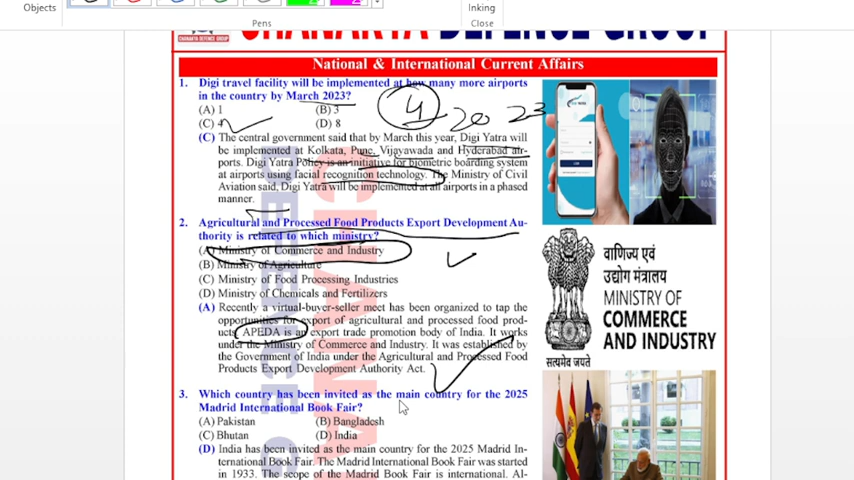 Objects
Pens
Inking
Close
CHANAKYA DEFENCE GROUP
CHANAKYA DEFENCE GROUP
National & International Current Affairs
1. Digi travel facility will be implemented at how many more airports
in the country by March 2023?
(A) 1 (B) 3
(C) 4 (D) 8
4
2023
(C) The central government said that by March this year, Digi Yatra will
be implemented at Kolkata, Pune, Vijayawada and Hyderabad air-
ports. Digi Yatra Policy is an initiative for biometric boarding system
at airports using facial recognition technology. The Ministry of Civil
Aviation said, Digi Yatra will be implemented at all airports in a phased
manner.
2. Agricultural and Processed Food Products Export Development Au-
thority is related to which ministry?
(A) Ministry of Commerce and Industry
(B) Ministry of Agriculture
(C) Ministry of Food Processing Industries
(D) Ministry of Chemicals and Fertilizers
(A) Recently a virtual-buyer-seller meet has been organized to tap the
opportunities for export of agricultural and processed food prod-
ucts. APEDA is an export trade promotion body of India. It works
under the Ministry of Commerce and Industry. It was established by
the Government of India under the Agricultural and Processed Food
Products Export Development Authority Act.
3. Which country has been invited as the main country for the 2025
Madrid International Book Fair?
(A) Pakistan (B) Bangladesh
(C) Bhutan (D) India
(D) India has been invited as the main country for the 2025 Madrid In-
ternational Book Fair. The Madrid International Book Fair was started
in 1933. The scope of the Madrid Book Fair is international. Al-
वाणिज्य एवं
उद्योग मंत्रालय
MINISTRY OF
COMMERCE
AND INDUSTRY
सत्यमेव जयते